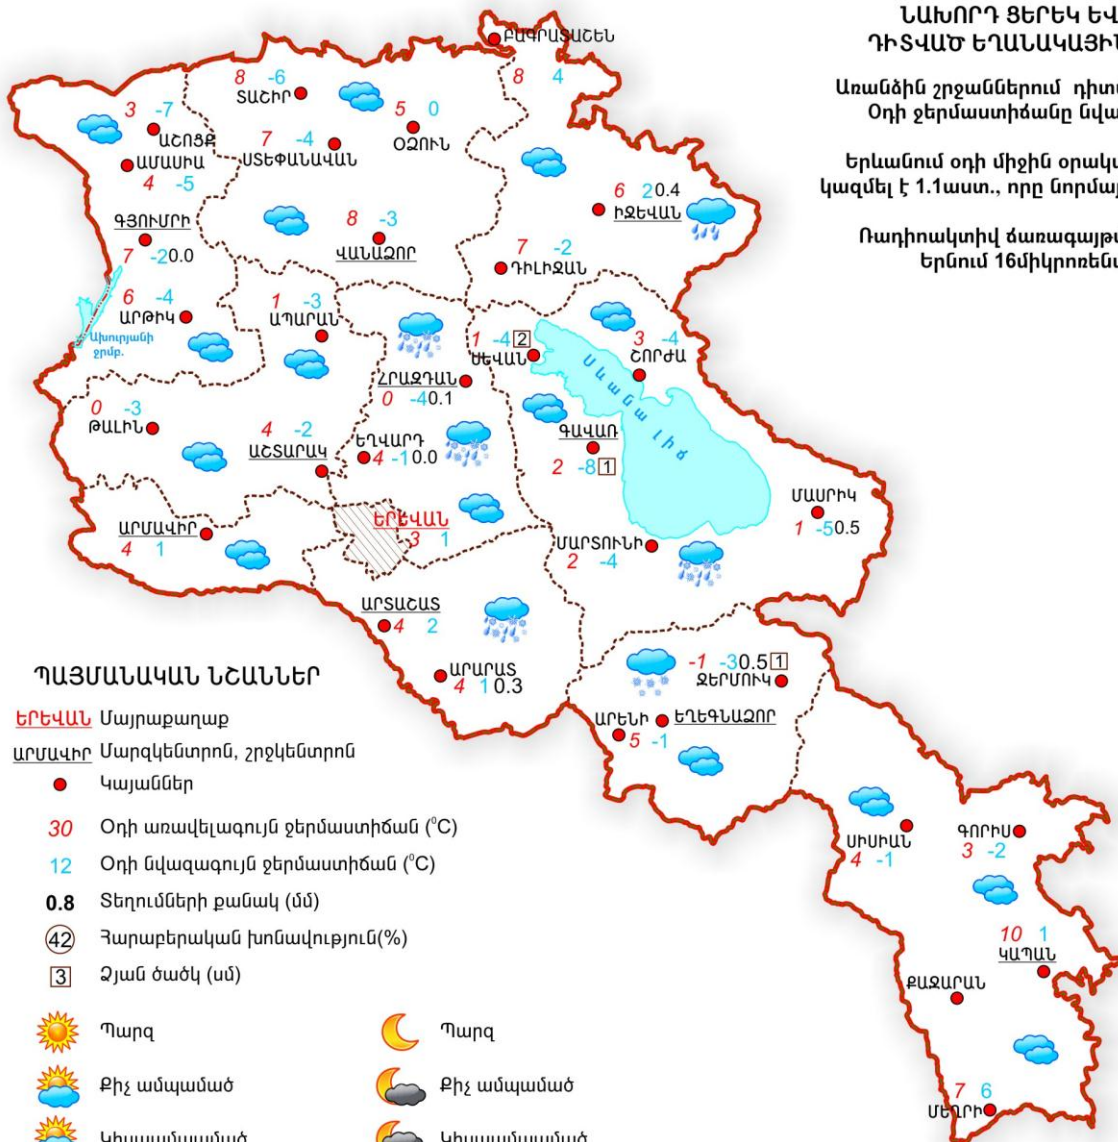 ՆԱԽՈՐԴ ՑԵՐԵԿ ԵՎ
ԴԻՏՎԱԾ ԵՂԱՆԱԿԱՅԻՆ
Առանձին շրջաններում դիտվ
Օդի ջերմաստիճանը նվա
Երևանում օդի միջին օրակա
կազմել է 1.1աստ., որը նորմայ
Ռադիոակտիվ ճառագայթա
երևում 16միկրոռենտ
ԲԱԳՐԱՏԱՇԵՆ
8 4
8 -6
ՏԱՇԻՐ
5 0
ՕՁՈՒՆ
3 -7
ԱՇՈՑՔ
ԱՄԱՍԻԱ
4 -5
7 -4
ՍՏԵՓԱՆԱՎԱՆ
6 2 0.4
ԻՋԵՎԱՆ
ԳՅՈՒՄՐԻ
7 -2 0.0
8 -3
ՎԱՆԱՁՈՐ
7 -2
ԴԻԼԻՋԱՆ
6 -4
ԱՐԹԻԿ
Ախուրյանի
ջրմբ.
1 -3
ԱՊԱՐԱՆ
1 -4 2
ՍԵՎԱՆ
3 -4
ՇՈՐԺԱ
Սևանա լիճ
ՀՐԱԶԴԱՆ
0 -4 0.1
0 -3
ԹԱԼԻՆ
4 -2
ԱՇՏԱՐԱԿ
ԵՂՎԱՐԴ
4 -1 0.0
ԳԱՎԱՌ
2 -8 1
ՄԱՍՐԻԿ
1 -5 0.5
ԱՐՄԱՎԻՐ
4 1
ԵՐԵՎԱՆ
3 1
ՄԱՐՏՈՒՆԻ
2 -4
ԱՐՏԱՇԱՏ
4 2
ԱՐԱՐԱՏ
4 1 0.3
-1 -3 0.5 1
ՋԵՐՄՈՒԿ
ԱՐԵՆԻ
5 -1
ԵՂԵԳՆԱՁՈՐ
ՍԻՍԻԱՆ
4 -1
ԳՈՐԻՍ
3 -2
10 1
ԿԱՊԱՆ
ՔԱՋԱՐԱՆ
7 6
ՄԵՂՐԻ
ՊԱՅՄԱՆԱԿԱՆ ՆՇԱՆՆԵՐ
ԵՐԵՎԱՆ Մայրաքաղաք
ԱՐՄԱՎԻՐ Մարզկենտրոն, շրջկենտրոն
Կայաններ
30 Օդի առավելագույն ջերմաստիճան (°C)
12 Օդի նվազագույն ջերմաստիճան (°C)
0.8 Տեղումների քանակ (մմ)
42 Հարաբերական խոնավություն(%)
3 Ձյան ծածկ (սմ)
Պարզ Պարզ
Քիչ ամպամած Քիչ ամպամած
Կիսաամպամած Կիսաամպամած